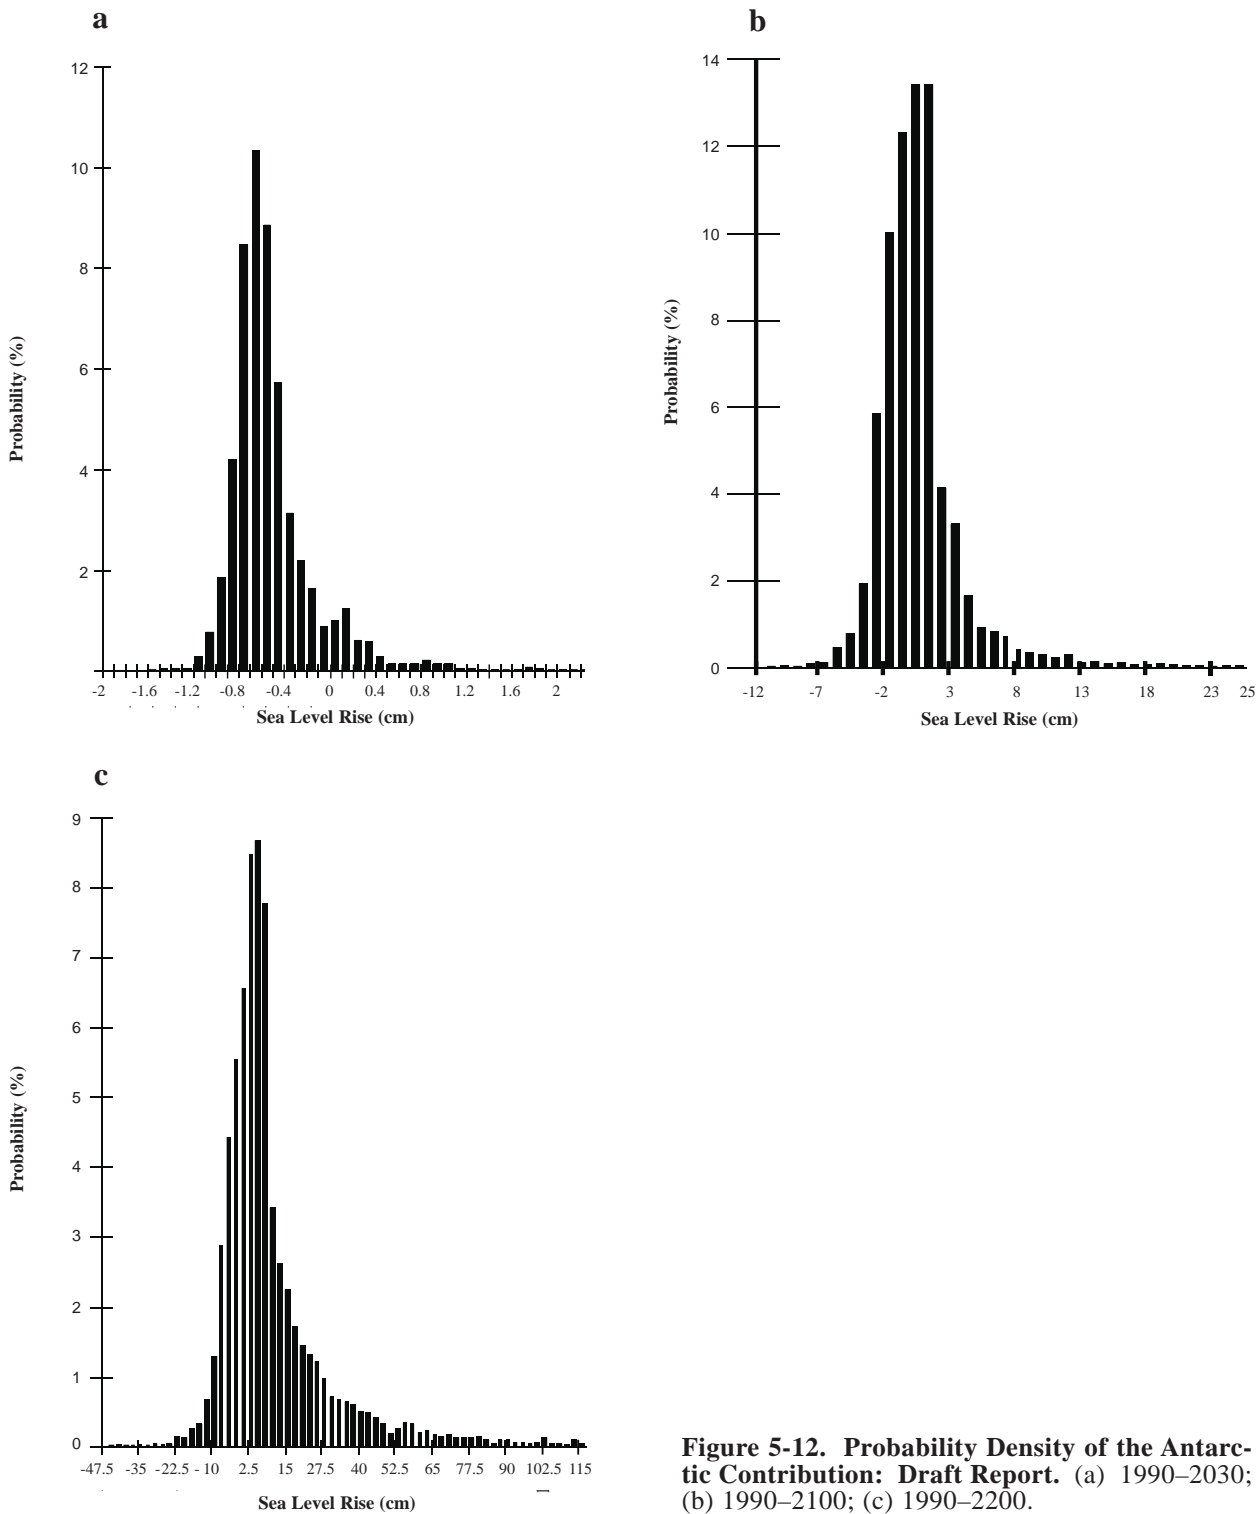 a
12
10
8
6
4
2
Probability (%)
-2 -1.6 -1.2 -0.8 -0.4 0 0.4 0.8 1.2 1.6 2
Sea Level Rise (cm)
b
14
12
10
8
6
4
2
0
Probability (%)
-12 -7 -2 3 8 13 18 23 25
Sea Level Rise (cm)
c
9
8
7
6
5
4
3
2
1
0
Probability (%)
-47.5 -35 -22.5 -10 2.5 15 27.5 40 52.5 65 77.5 90 102.5 115
Sea Level Rise (cm)
Figure 5-12. Probability Density of the Antarc-
tic Contribution: Draft Report. (a) 1990–2030;
(b) 1990–2100; (c) 1990–2200.